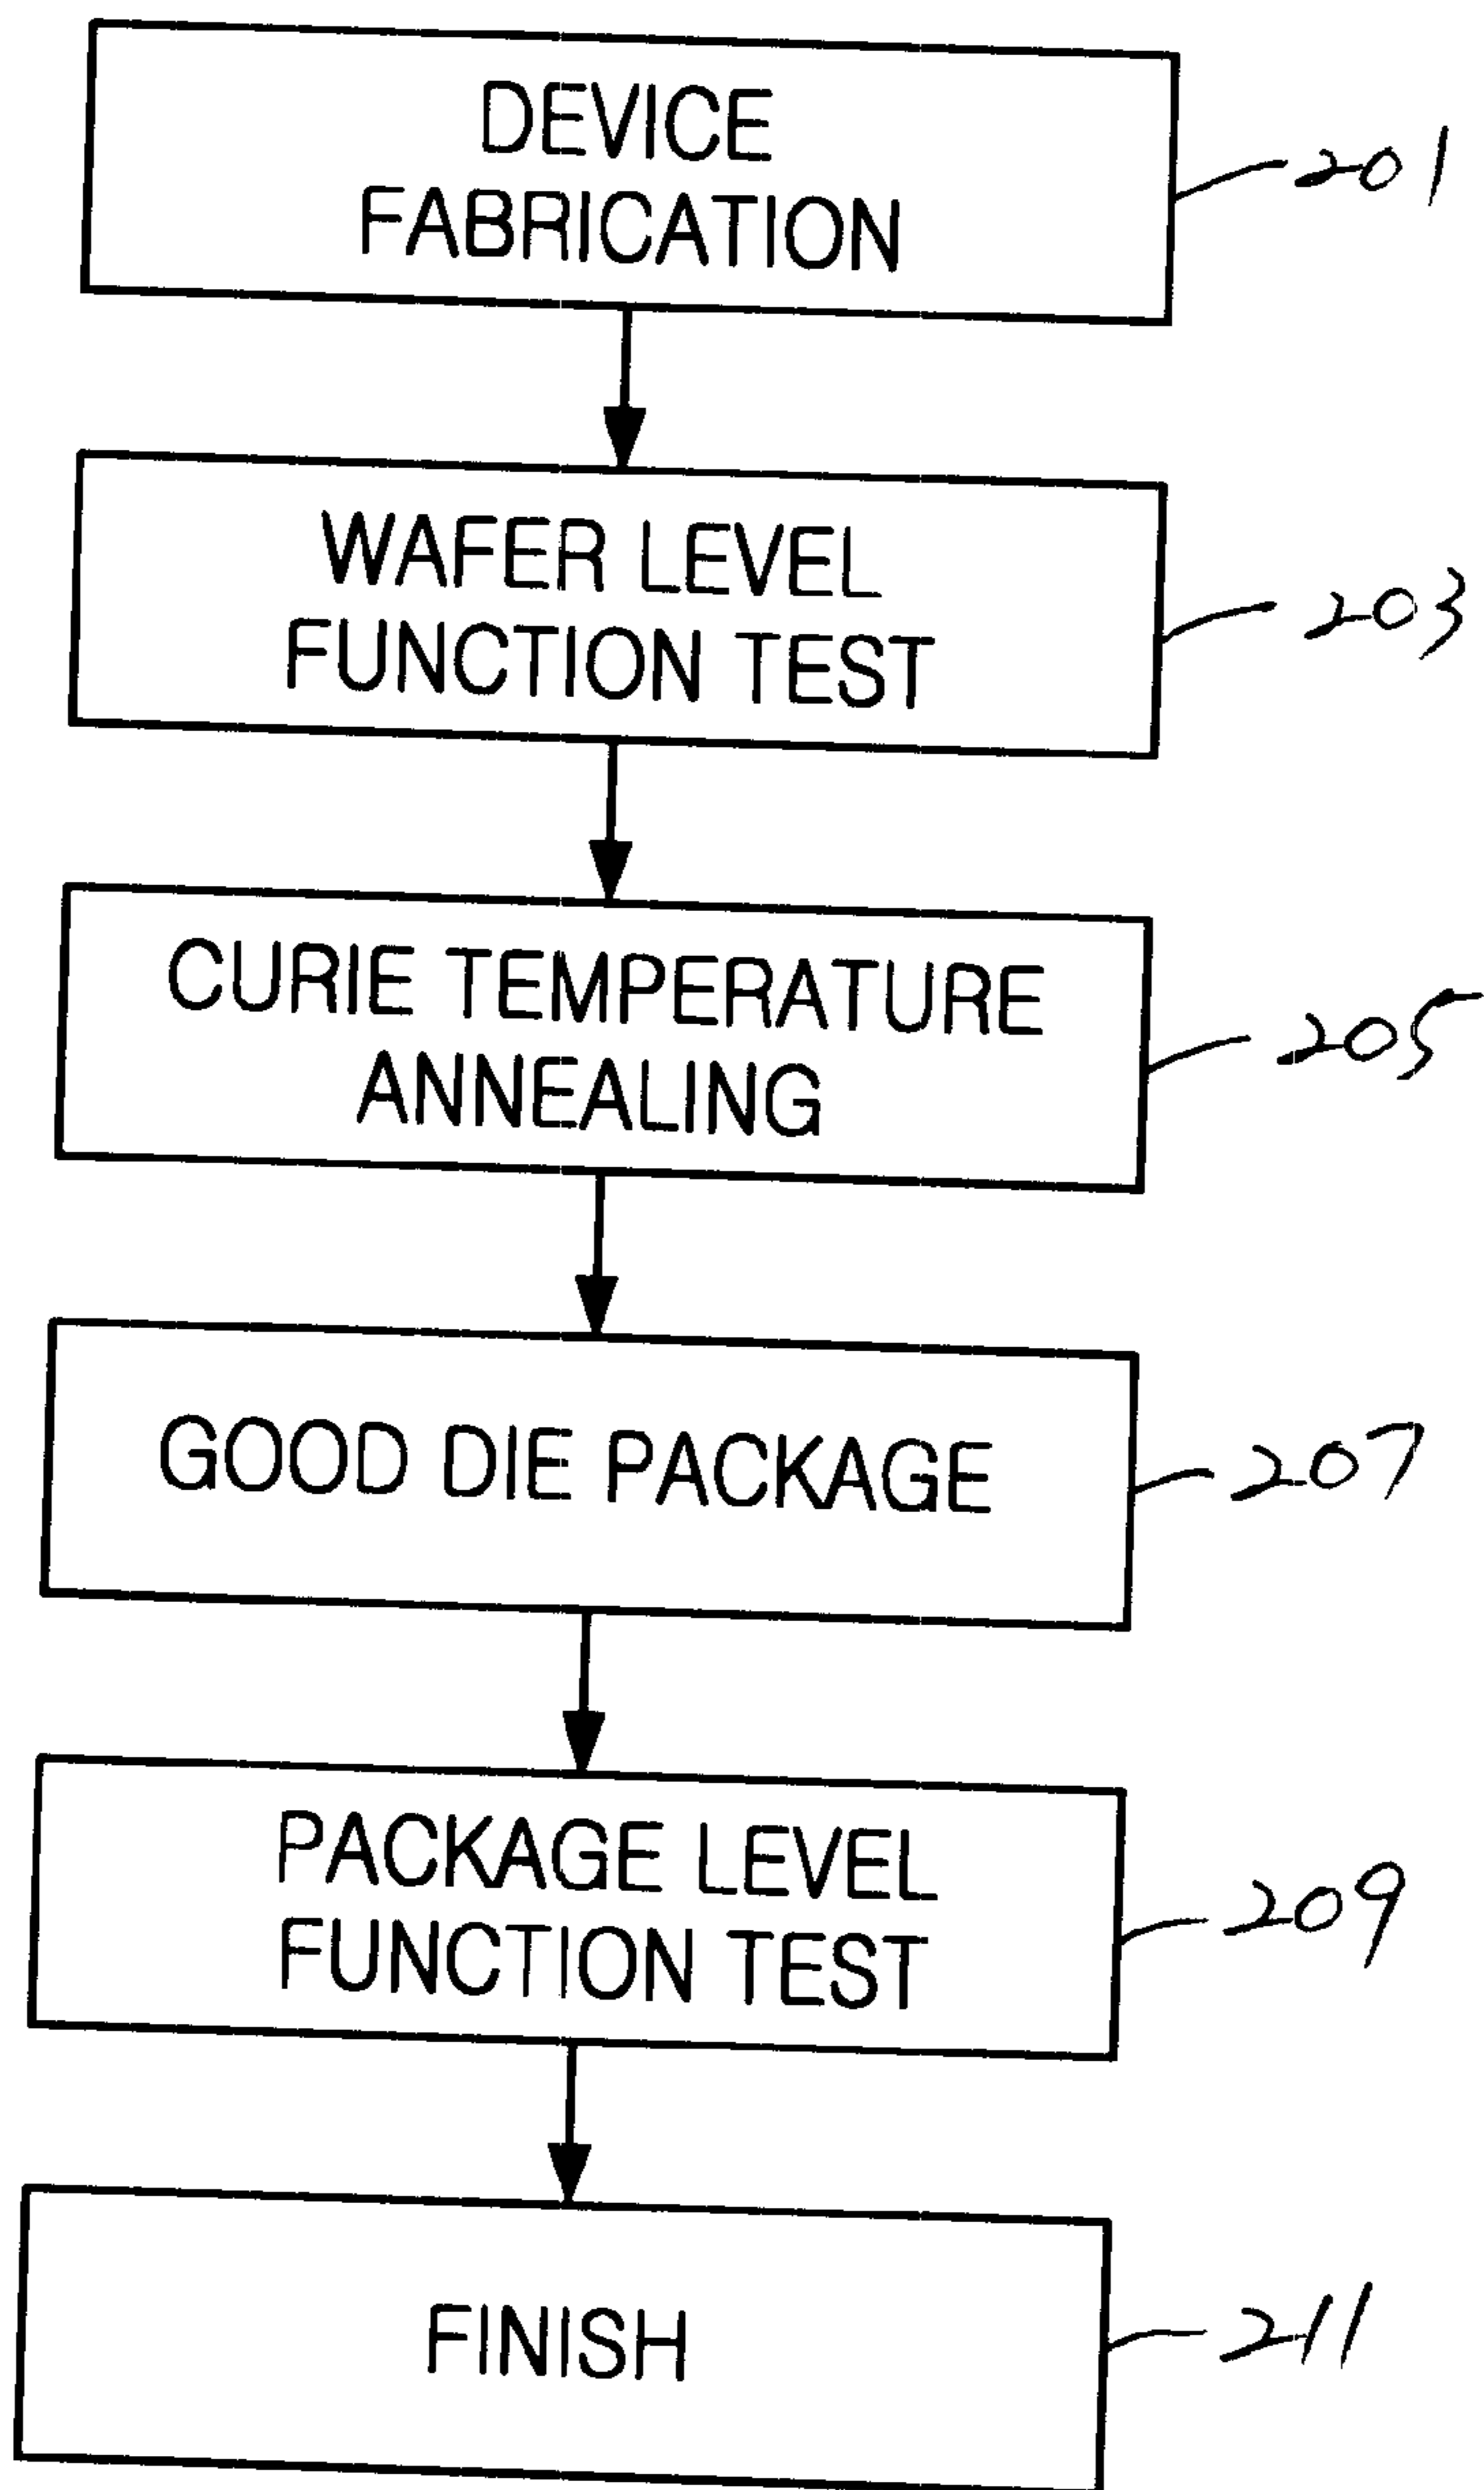 DEVICE
FABRICATION
201
WAFER LEVEL
FUNCTION TEST
203
CURIE TEMPERATURE
ANNEALING
205
GOOD DIE PACKAGE
207
PACKAGE LEVEL
FUNCTION TEST
209
FINISH
211